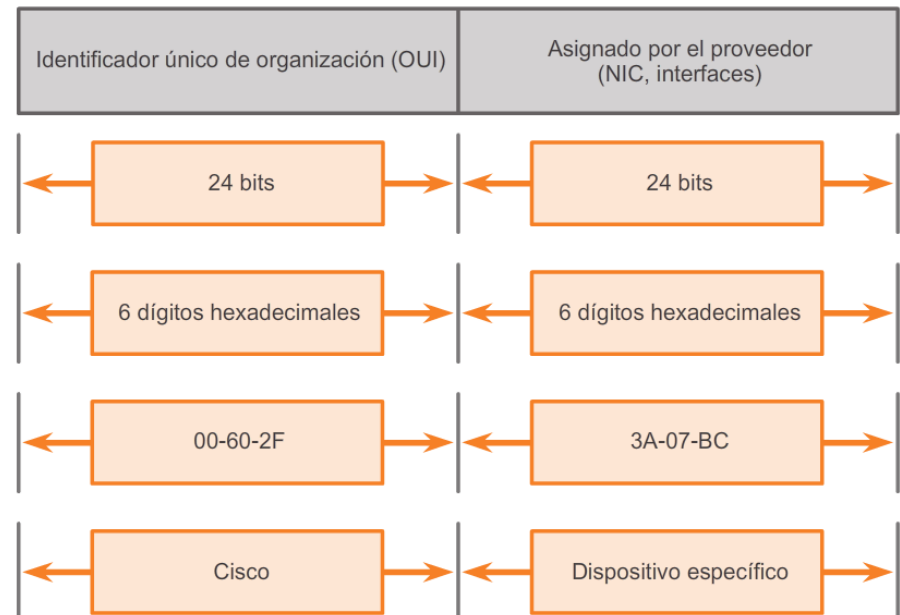 Identificador único de organización (OUI)
Asignado por el proveedor
(NIC, interfaces)
24 bits
24 bits
6 dígitos hexadecimales
6 dígitos hexadecimales
00-60-2F
3A-07-BC
Cisco
Dispositivo específico